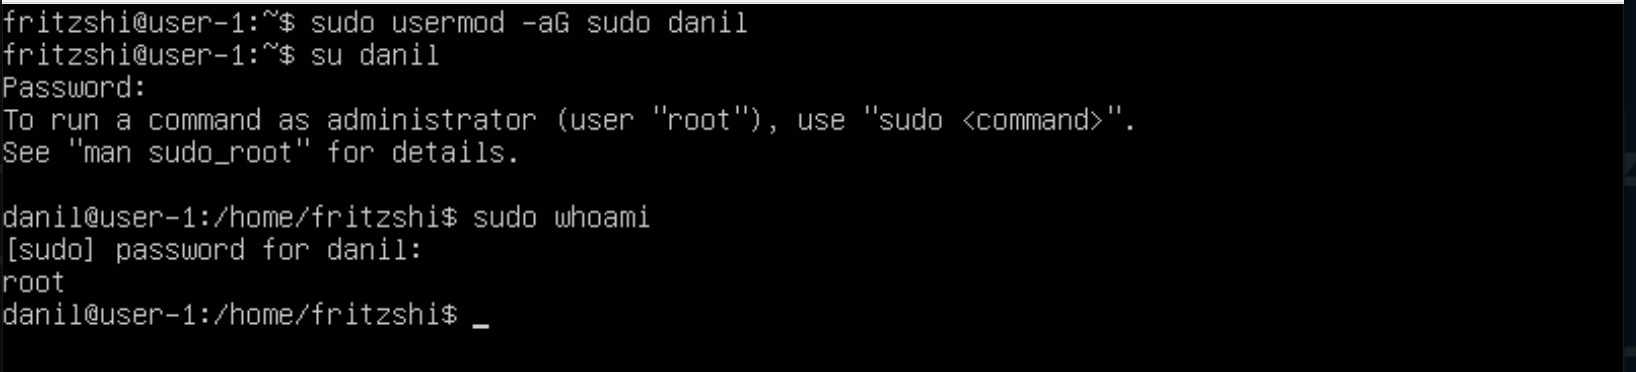 fritzshi@user-1:~$ sudo usermod -aG sudo danil
fritzshi@user-1:~$ su danil
Password:
To run a command as administrator (user "root"), use "sudo <command>".
See "man sudo_root" for details.
danil@user-1:/home/fritzshi$ sudo whoami
[sudo] password for danil:
root
danil@user-1:/home/fritzshi$ _